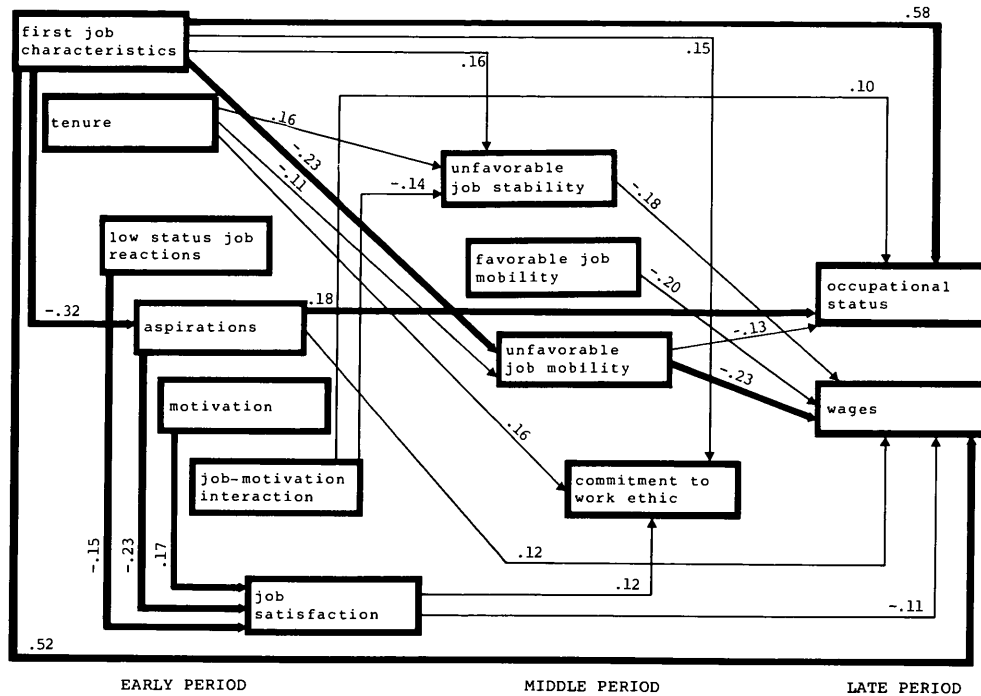 .58
first job
characteristics
.15
.16
.10
tenure
.16
-.23
-.11
unfavorable
job stability
-.14
-.18
low status job
reactions
favorable job
mobility
-.20
occupational
status
-.32
aspirations
.18
-.13
unfavorable
job mobility
-.23
motivation
wages
.16
job-motivation
interaction
commitment to
work ethic
-.15
-.23
.17
.12
job
satisfaction
.12
-.11
.52
EARLY PERIOD
MIDDLE PERIOD
LATE PERIOD